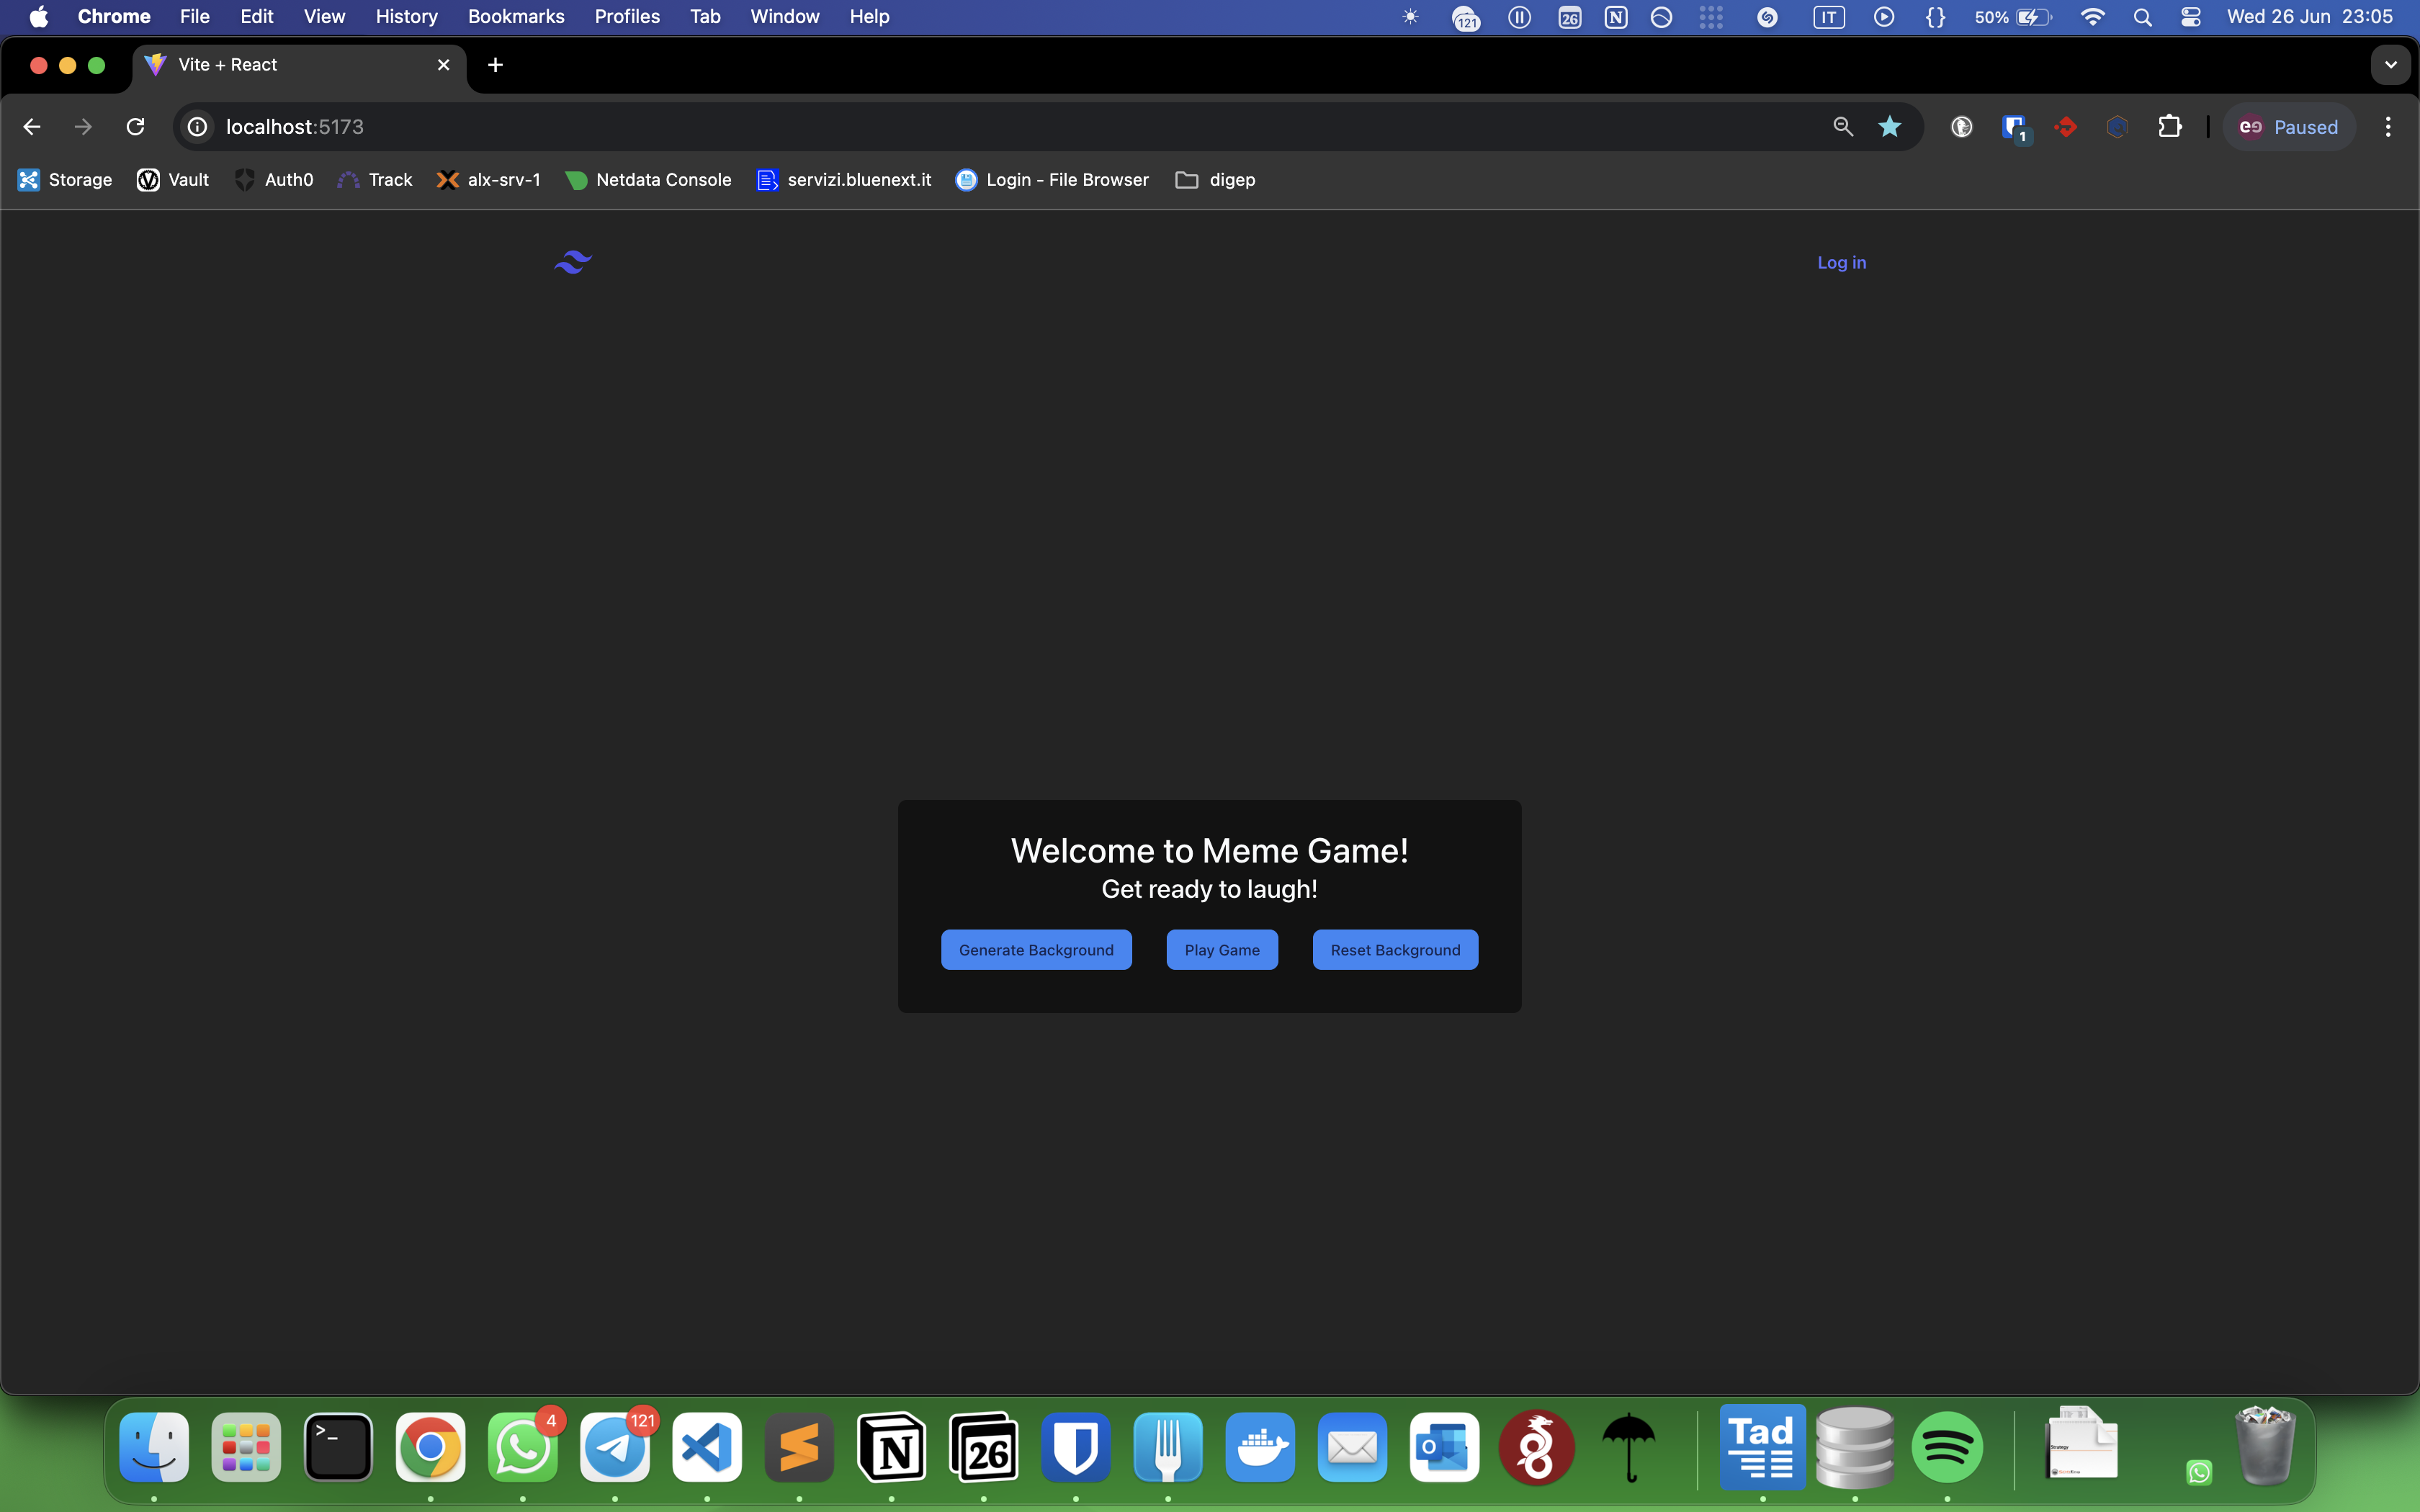 Chrome File Edit View History Bookmarks Profiles Tab Window Help 121 26 N IT {} 50% Wed 26 Jun 23:05
Vite + React
localhost:5173 1 Paused
Storage Vault Auth0 Track alx-srv-1 Netdata Console servizi.bluenext.it Login - File Browser digep
Log in
Welcome to Meme Game!
Get ready to laugh!
Generate Background Play Game Reset Background
>_ 4 121 N 26 O Tad Strategy